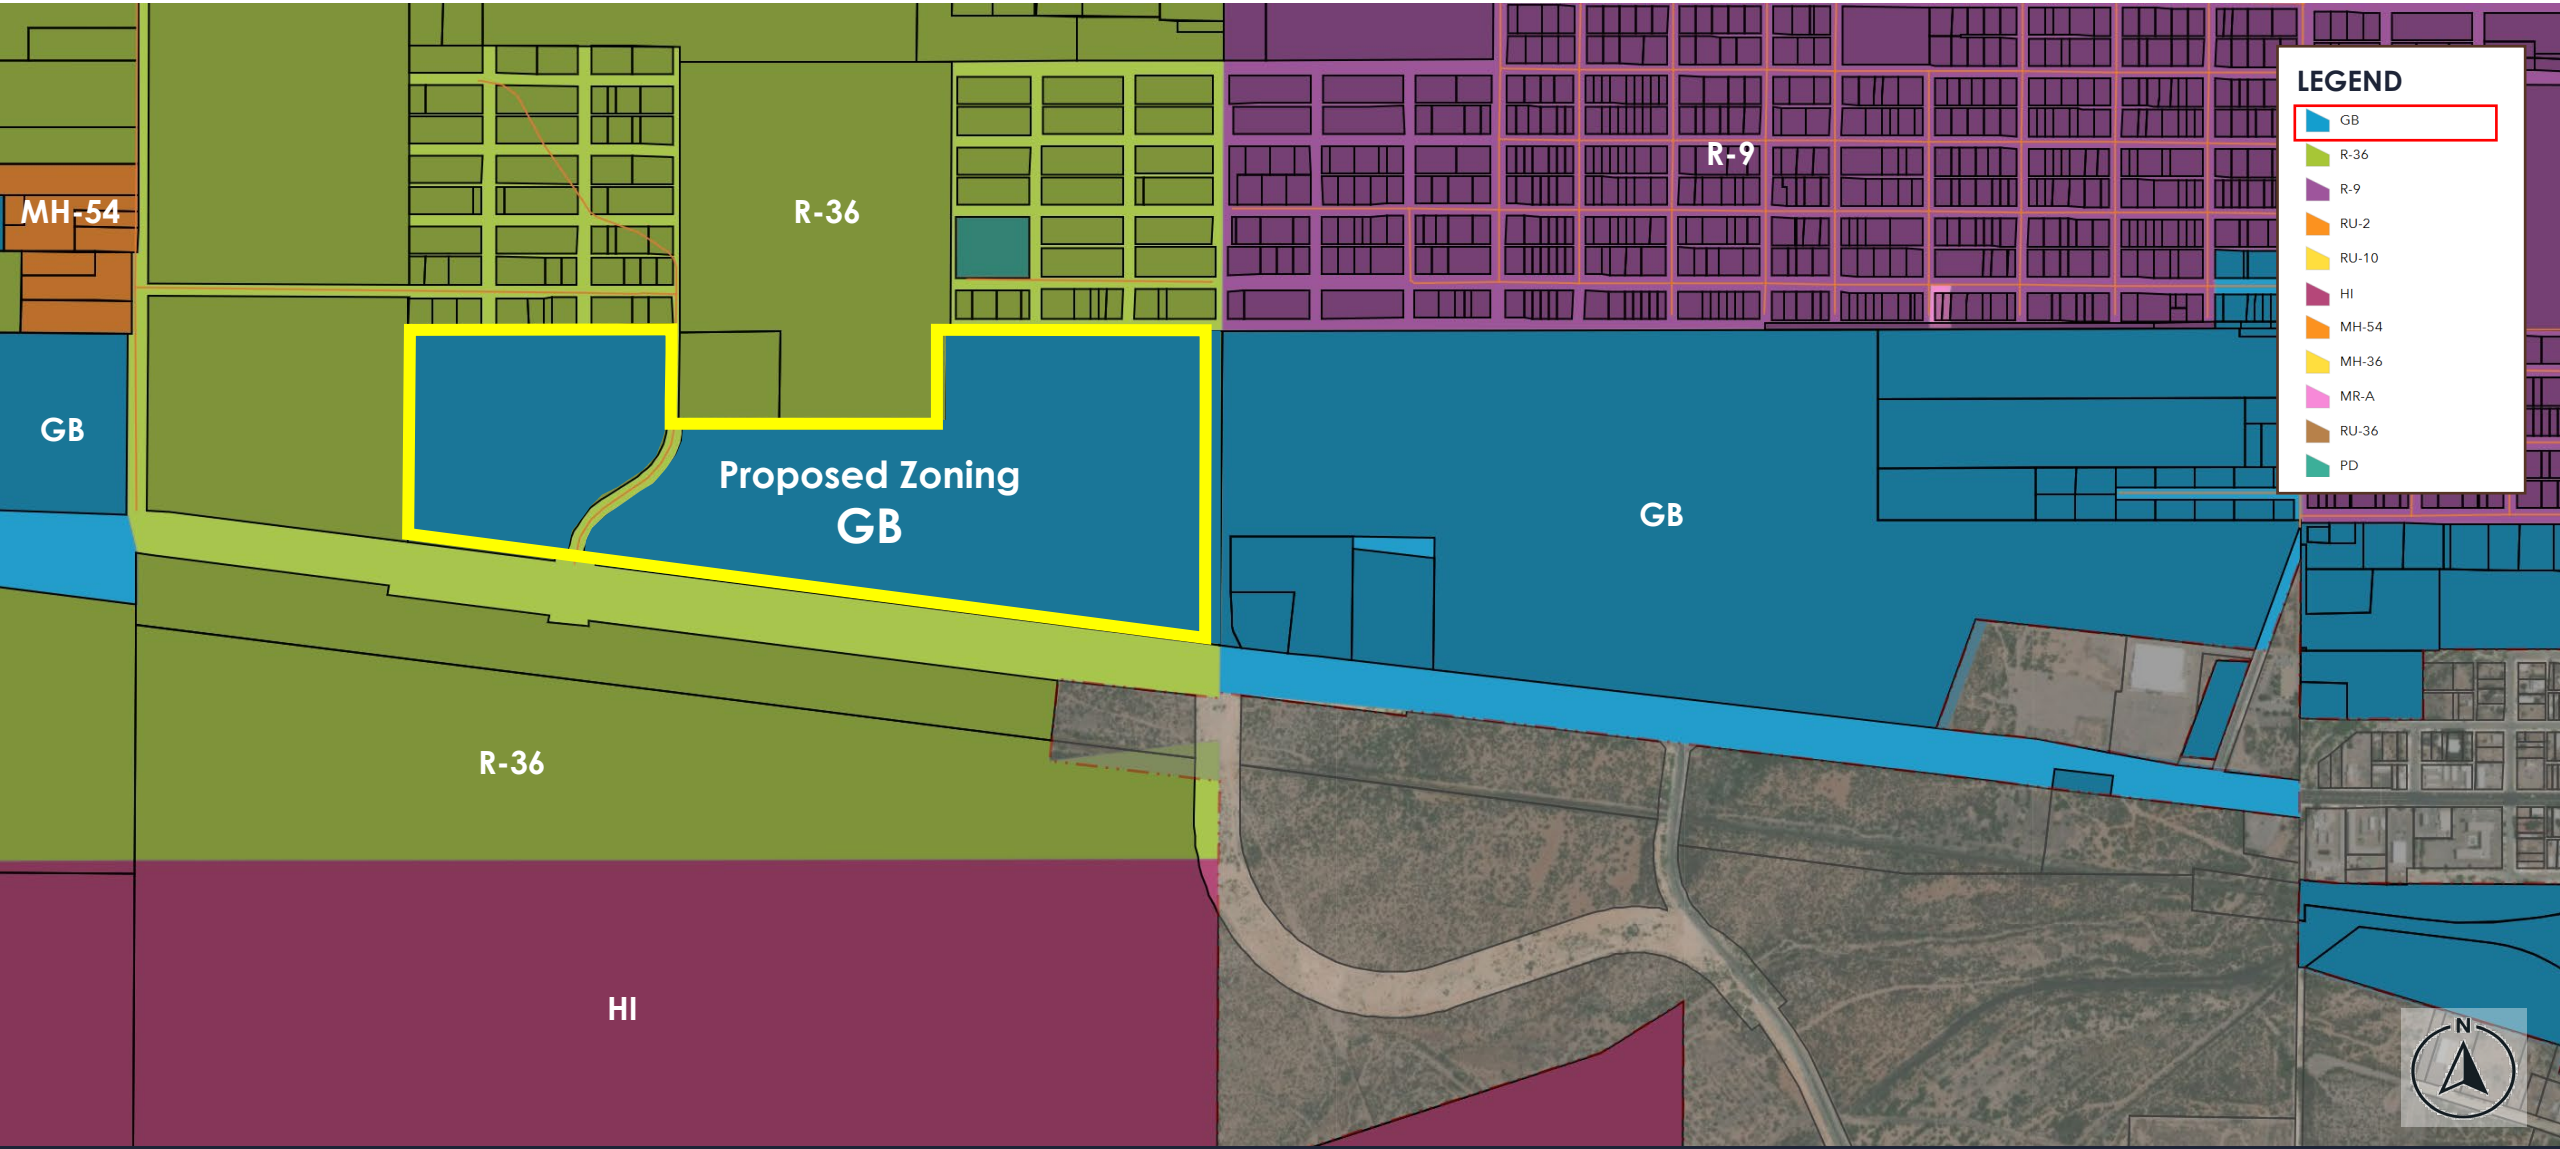 R-9
LEGEND
GB
R-36
R-9
RU-2
RU-10
HI
MH-54
MH-36
MR-A
RU-36
PD
MH-54
R-36
GB
Proposed Zoning
GB
GB
R-36
HI
N